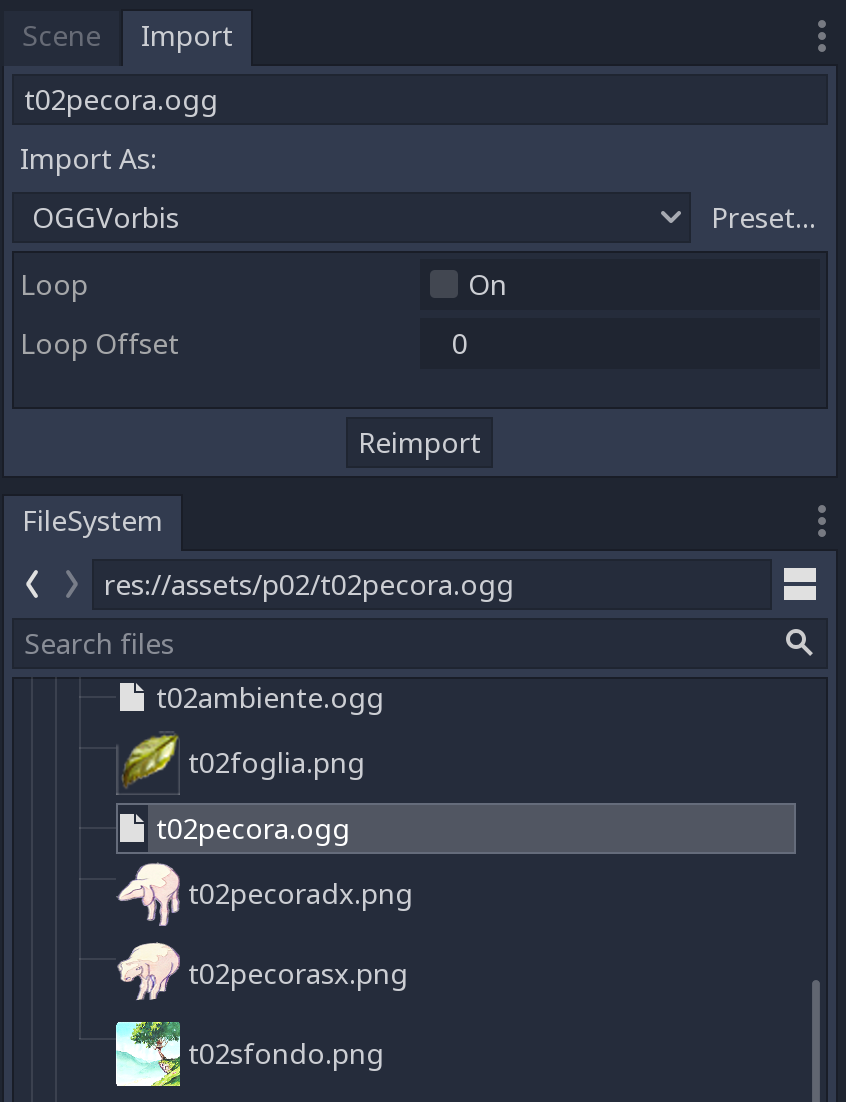 Scene Import
t02pecora.ogg
Import As:
OGGVorbis Preset...
Loop On
Loop Offset 0
Reimport
FileSystem
res://assets/p02/t02pecora.ogg
Search files
t02ambiente.ogg
t02foglia.png
t02pecora.ogg
t02pecoradx.png
t02pecorasx.png
t02sfondo.png